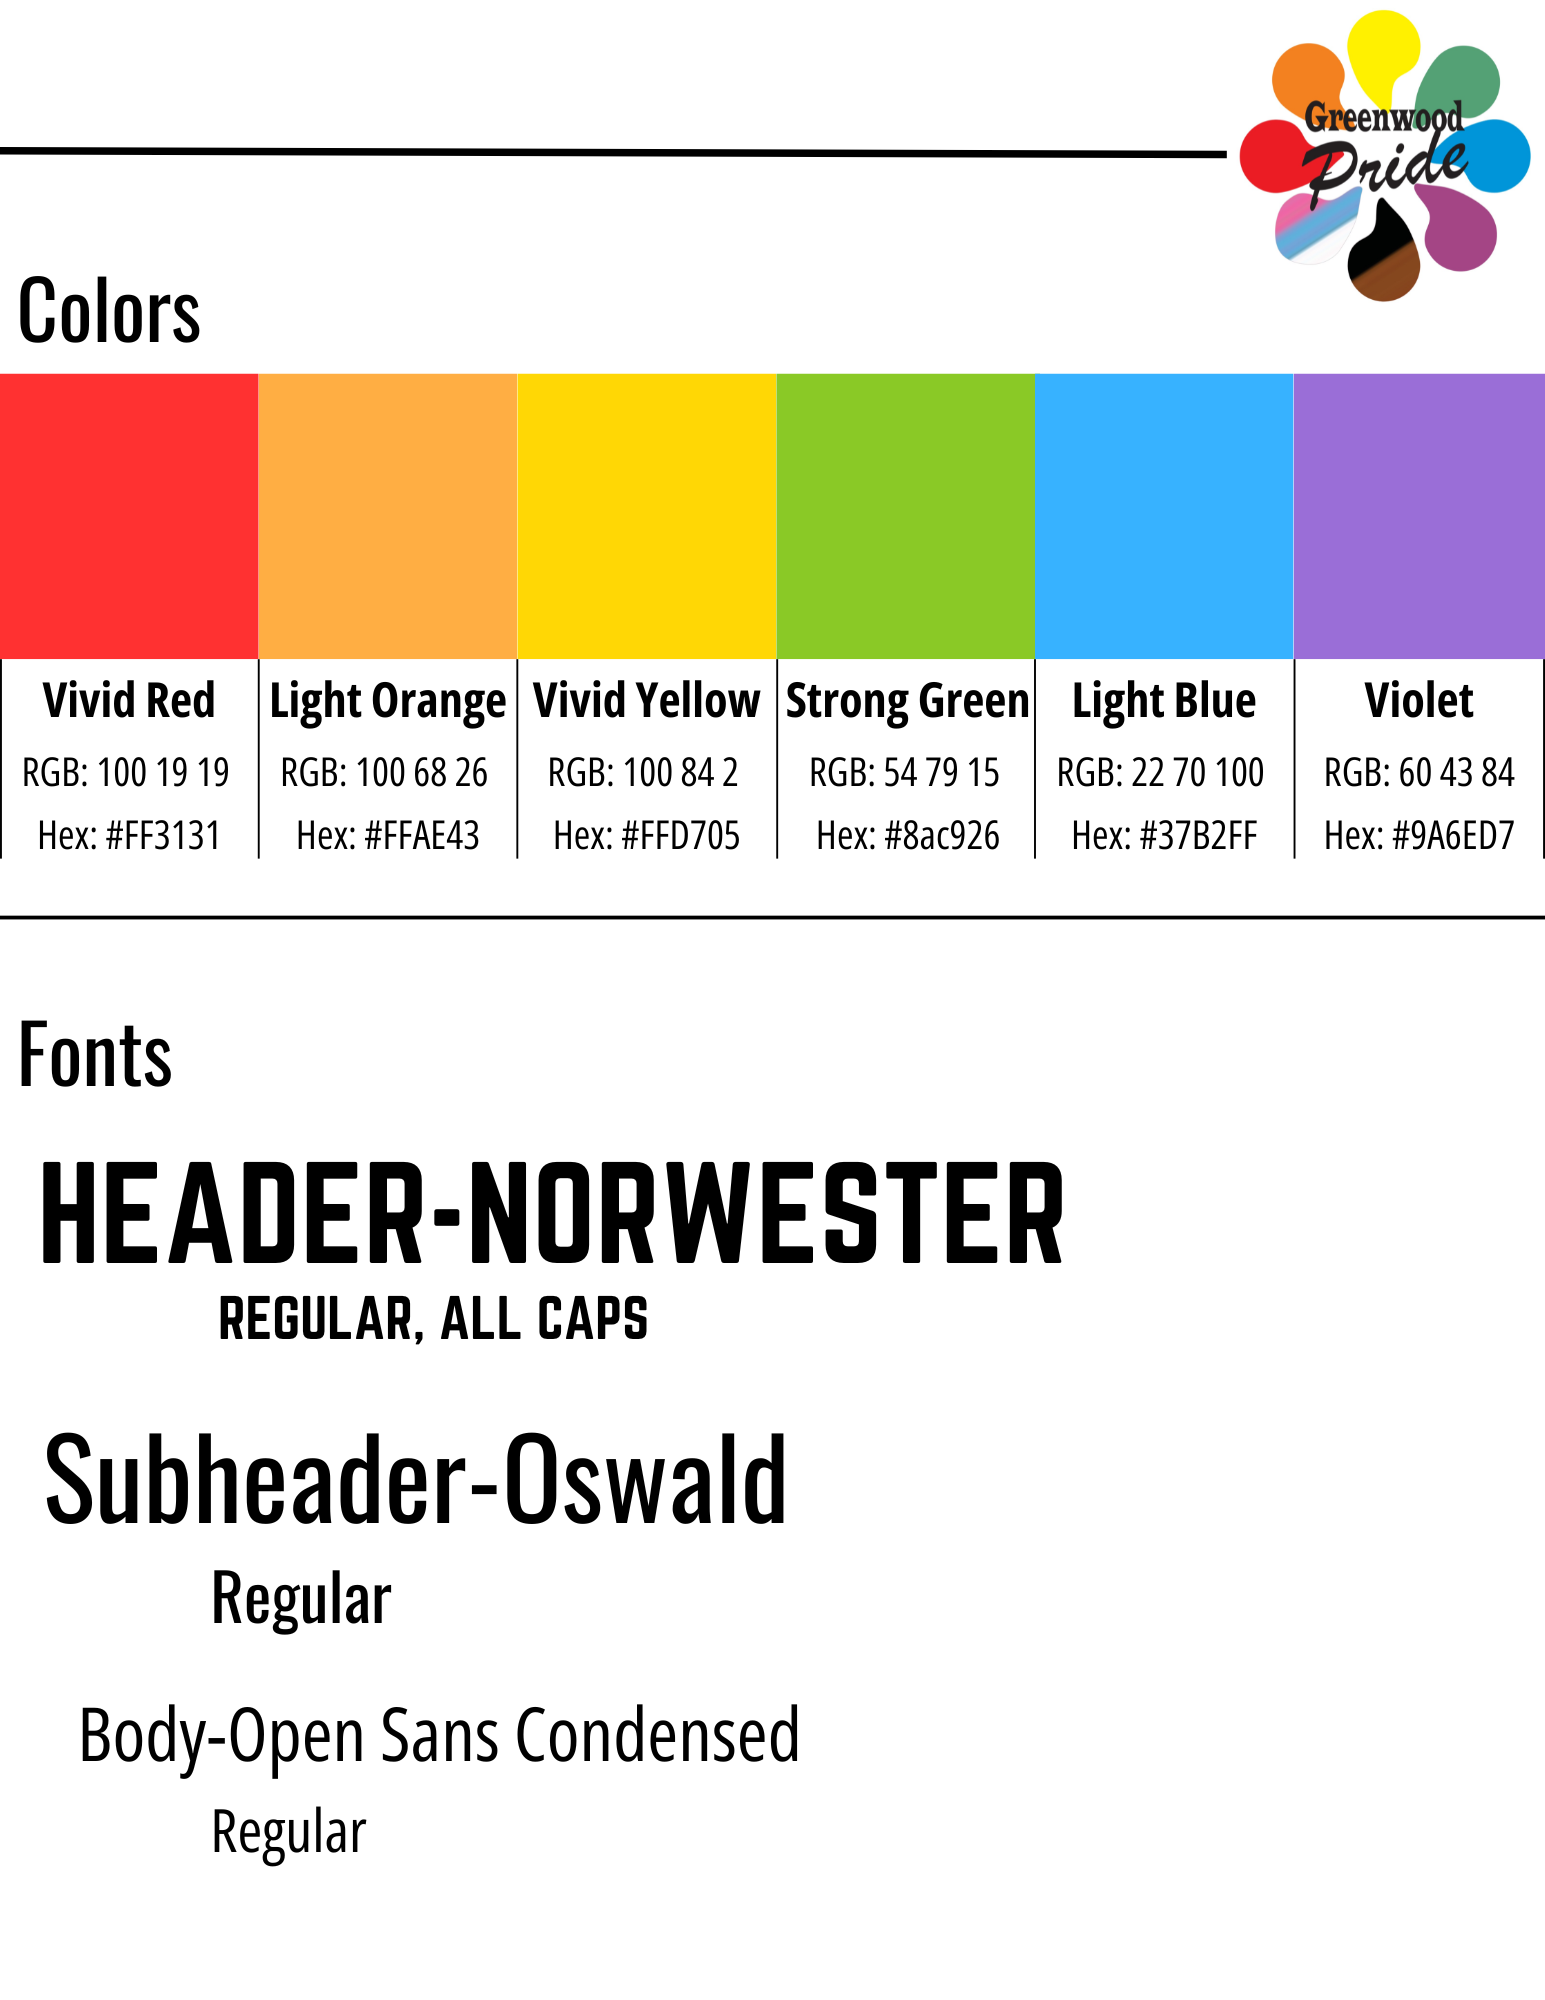 Greenwood
Pride
Colors
Vivid Red
RGB: 100 19 19
Hex: #FF3131
Light Orange
RGB: 100 68 26
Hex: #FFAE43
Vivid Yellow
RGB: 100 84 2
Hex: #FFD705
Strong Green
RGB: 54 79 15
Hex: #8ac926
Light Blue
RGB: 22 70 100
Hex: #37B2FF
Violet
RGB: 60 43 84
Hex: #9A6ED7
Fonts
HEADER-NORWESTER
REGULAR, ALL CAPS
Subheader-Oswald
Regular
Body-Open Sans Condensed
Regular